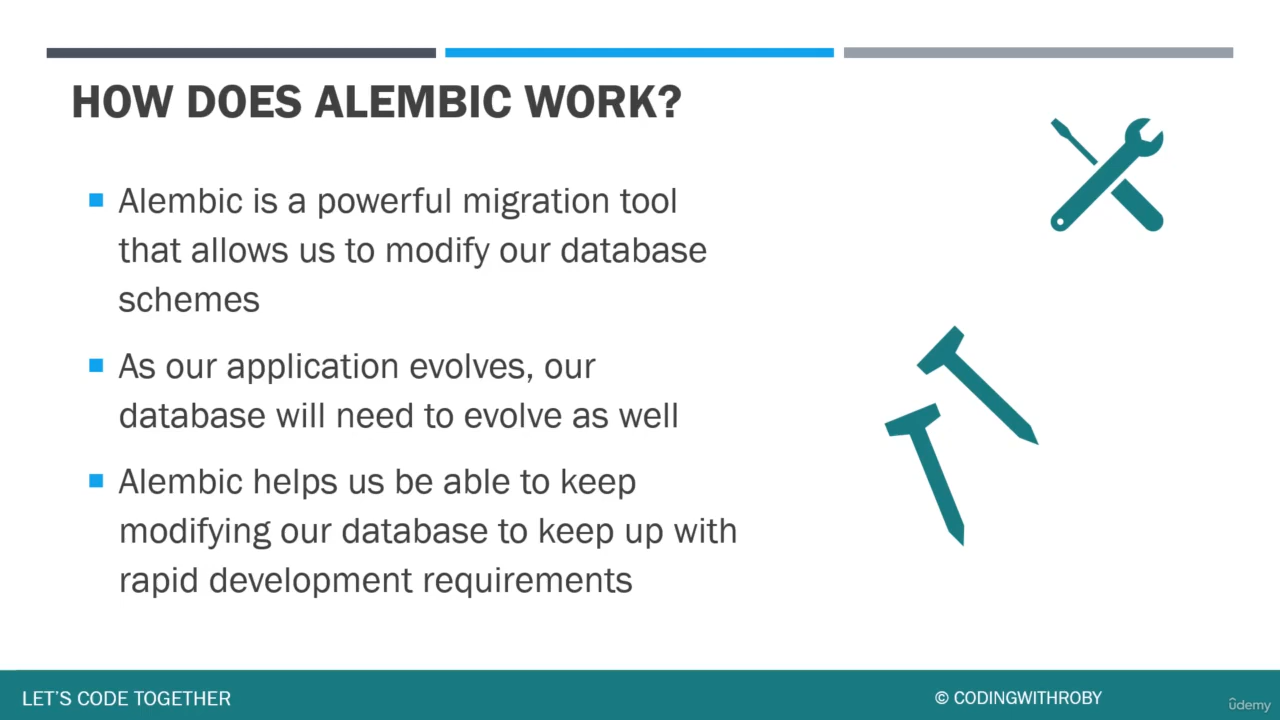 HOW DOES ALEMBIC WORK?
Alembic is a powerful migration tool
that allows us to modify our database
schemes
As our application evolves, our
database will need to evolve as well
Alembic helps us be able to keep
modifying our database to keep up with
rapid development requirements
LET'S CODE TOGETHER
© CODINGWITHROBY
ûdemy